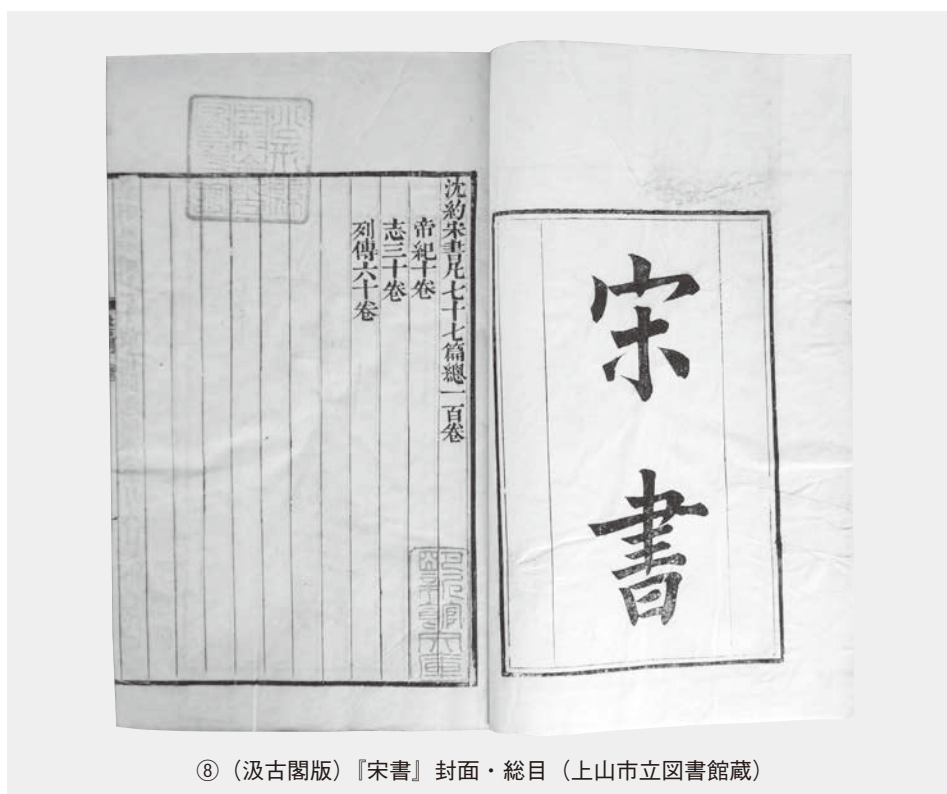 宋書
沈約宋書凡七十七篇總一百卷
帝紀十卷
志三十卷
列傳六十卷
⑧（汲古閣版）『宋書』封面・総目（上山市立図書館蔵）